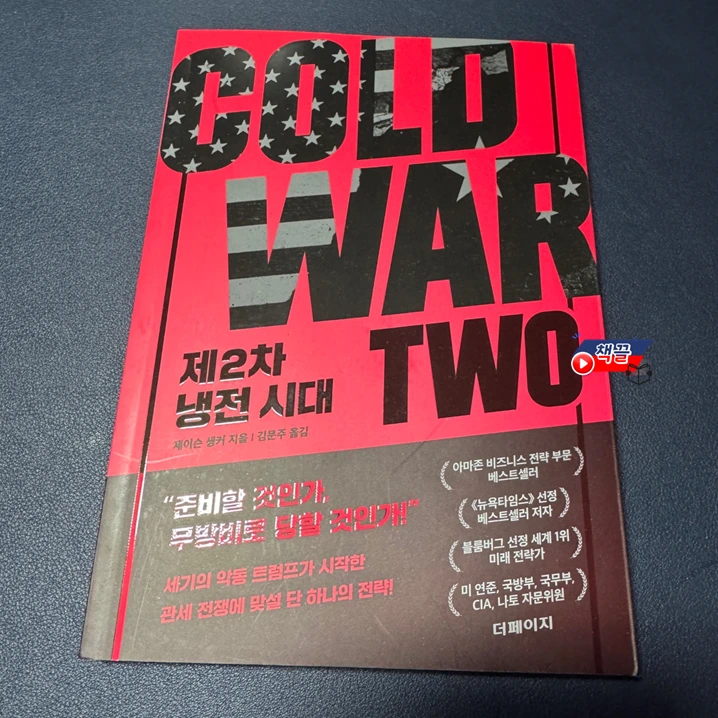 COLD
WAR
TWO
책끌
제2차
냉전 시대
제이슨 솅커 지음 | 김문주 옮김
"준비할 것인가,
무방비로 당할 것인가!"
세기의 악동 트럼프가 시작한
관세 전쟁에 맞설 단 하나의 전략!
아마존 비즈니스 전략 부문
베스트셀러
《뉴욕타임스》 선정
베스트셀러 저자
블룸버그 선정 세계 1위
미래 전략가
미 연준, 국방부, 국무부,
CIA, 나토 자문위원
더페이지